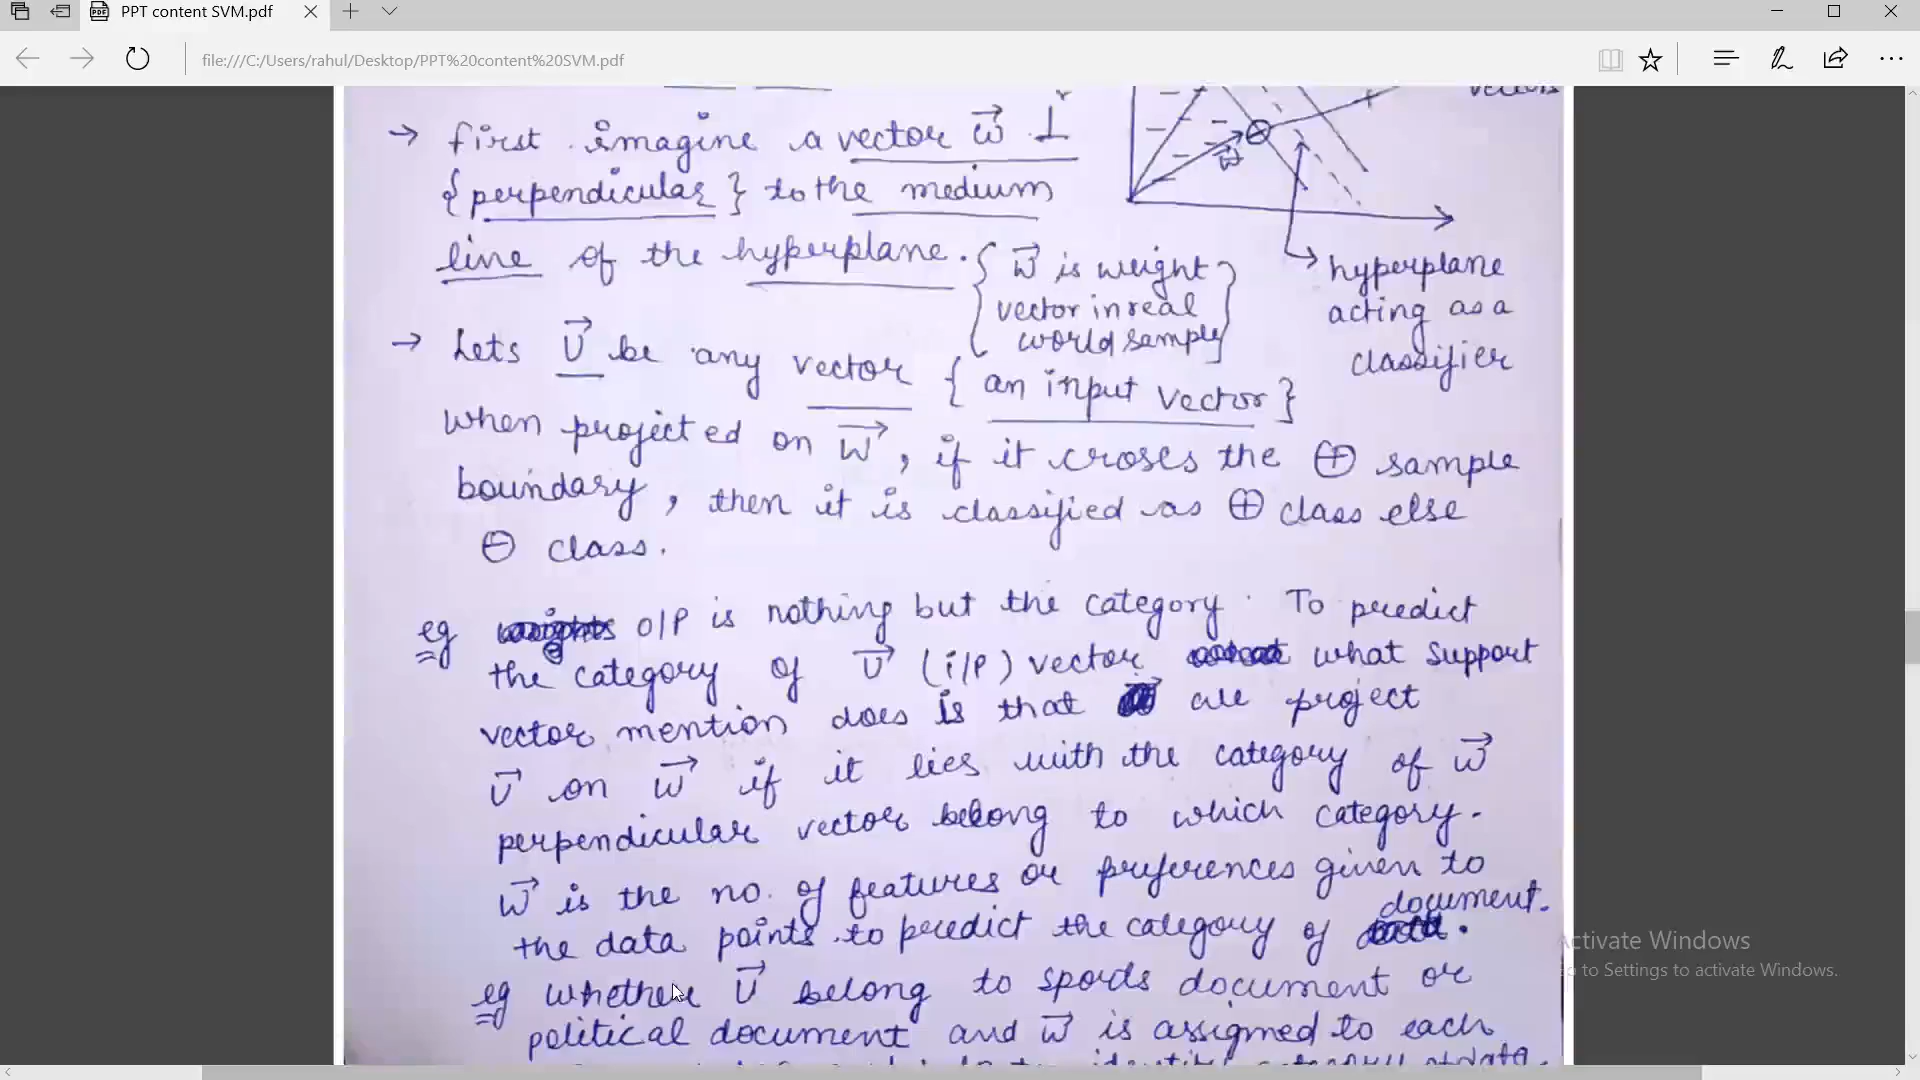 PPT content SVM.pdf
file:///C:/Users/rahul/Desktop/PPT%20content%20SVM.pdf
vectors
→ first imagine a vector w⃗ ⊥r
{perpendicular} to the medium
line of the hyperplane. { w⃗ is weight
vector in real
world sample }
w⃗
→ hyperplane
acting as a
classifier
→ Lets U⃗ be any vector { an input vector }
when projected on w⃗, if it croses the ⊕ sample
boundary, then it is classified as ⊕ class else
⊖ class.
eg o/P is nothing but the category. To predict
the category of U⃗ (i/P) vector what support
vector mention does is that we project
U⃗ on w⃗ if it lies with the category of w⃗
perpendicular vector belong to which category.
w⃗ is the no. of features or preferences given to
the data points to predict the category of document.
eg whether U⃗ belong to spords document or
political document and w⃗ is assigned to each
identity category of data.
Activate Windows
to Settings to activate Windows.